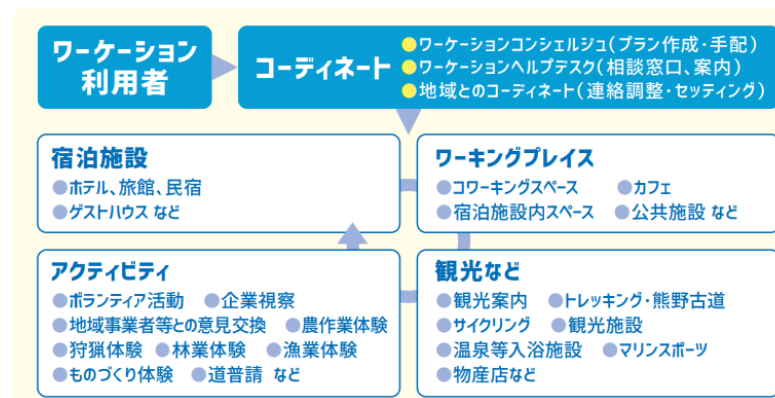 ワーケーション
利用者
コーディネート
●ワーケーションコンシェルジュ(プラン作成・手配)
●ワーケーションヘルプデスク(相談窓口、案内)
●地域とのコーディネート(連絡調整・セッティング)
宿泊施設
●ホテル、旅館、民宿
●ゲストハウス など
ワーキングプレイス
●コワーキングスペース ●カフェ
●宿泊施設内スペース ●公共施設 など
アクティビティ
●ボランティア活動 ●企業視察
●地域事業者等との意見交換 ●農作業体験
●狩猟体験 ●林業体験 ●漁業体験
●ものづくり体験 ●道普請 など
観光など
●観光案内 ●トレッキング・熊野古道
●サイクリング ●観光施設
●温泉等入浴施設 ●マリンスポーツ
●物産店など